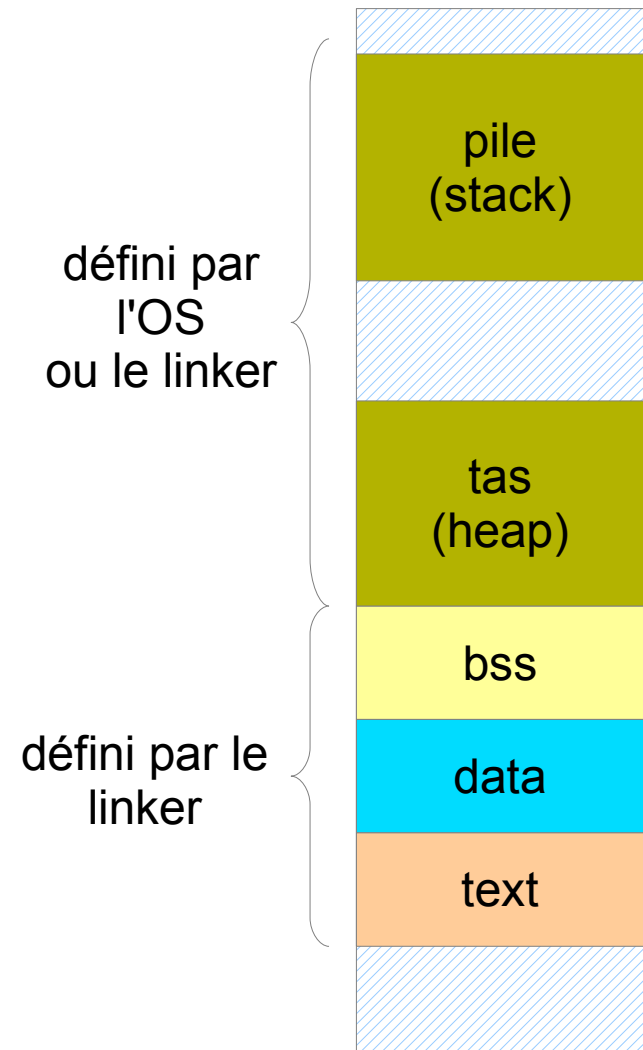 pile
(stack)
défini par
l'OS
ou le linker
tas
(heap)
bss
défini par le
linker
data
text